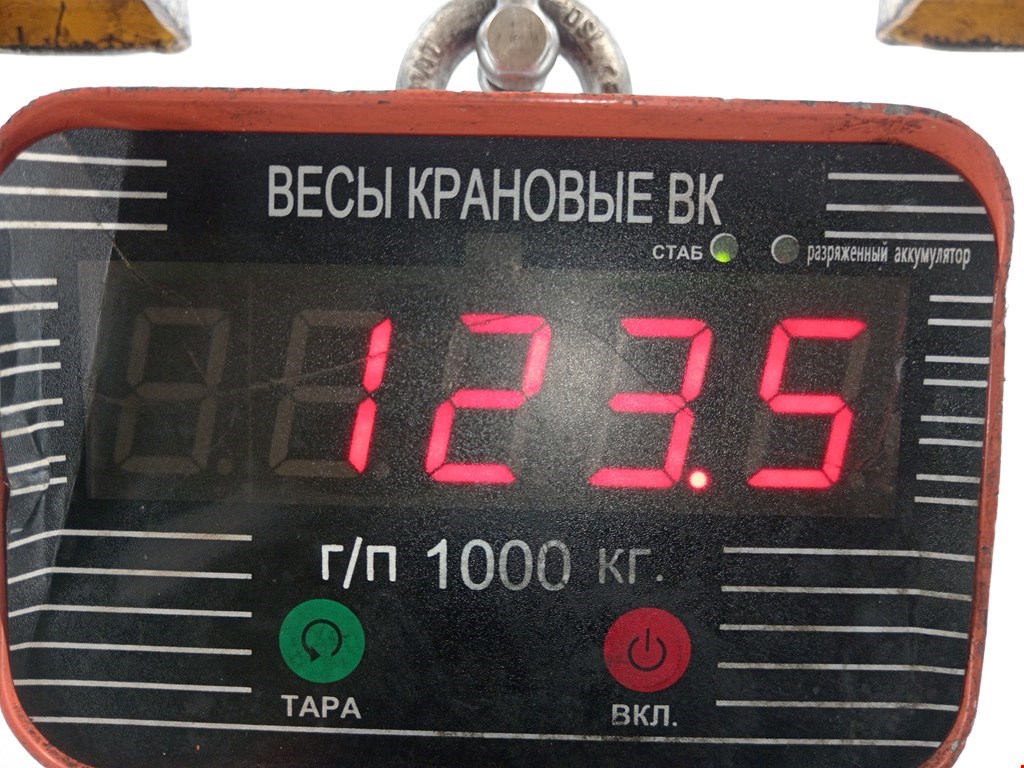 ВЕСЫ КРАНОВЫЕ ВК
СТАБ разряженный аккумулятор
123.5
г/п 1000 кг.
ТАРА ВКЛ.